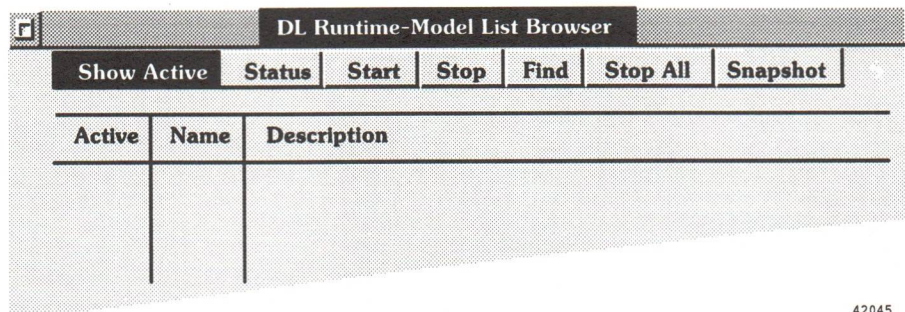 DL Runtime-Model List Browser
Show Active Status Start Stop Find Stop All Snapshot
Active Name Description
42045